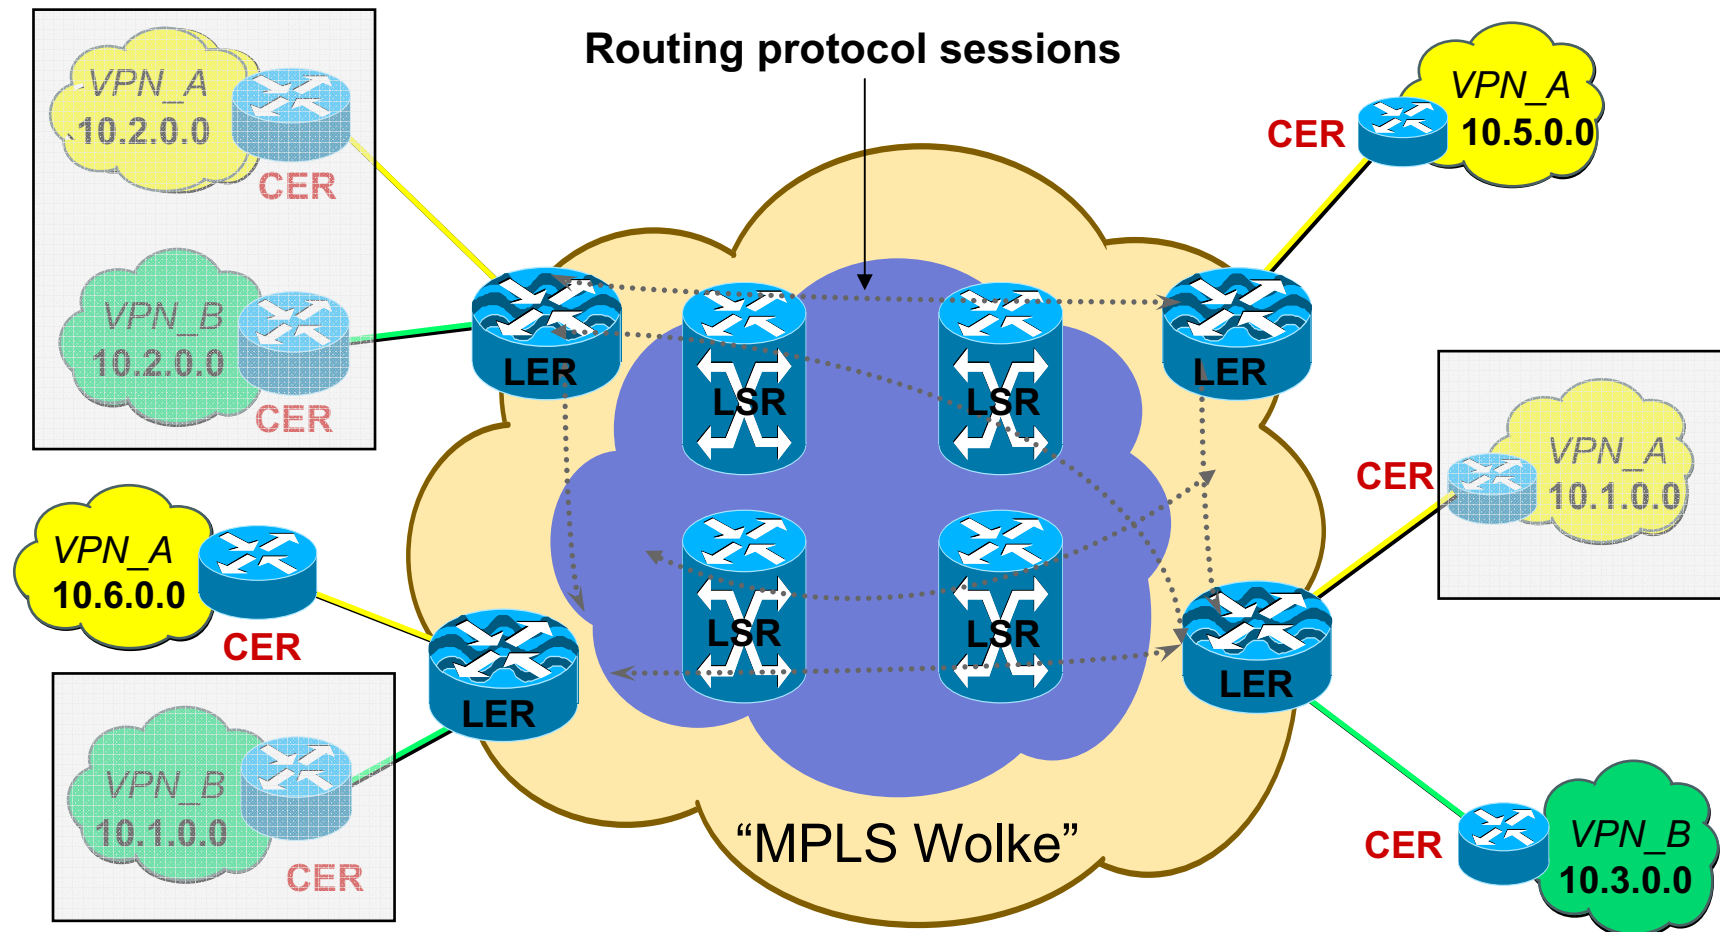 Routing protocol sessions
VPN_A
10.2.0.0
CER
VPN_B
10.2.0.0
CER
VPN_A
10.5.0.0
CER
LER
LSR
LSR
LER
VPN_A
10.1.0.0
CER
VPN_A
10.6.0.0
CER
LER
LSR
LSR
LER
VPN_B
10.1.0.0
CER
“MPLS Wolke”
CER
VPN_B
10.3.0.0